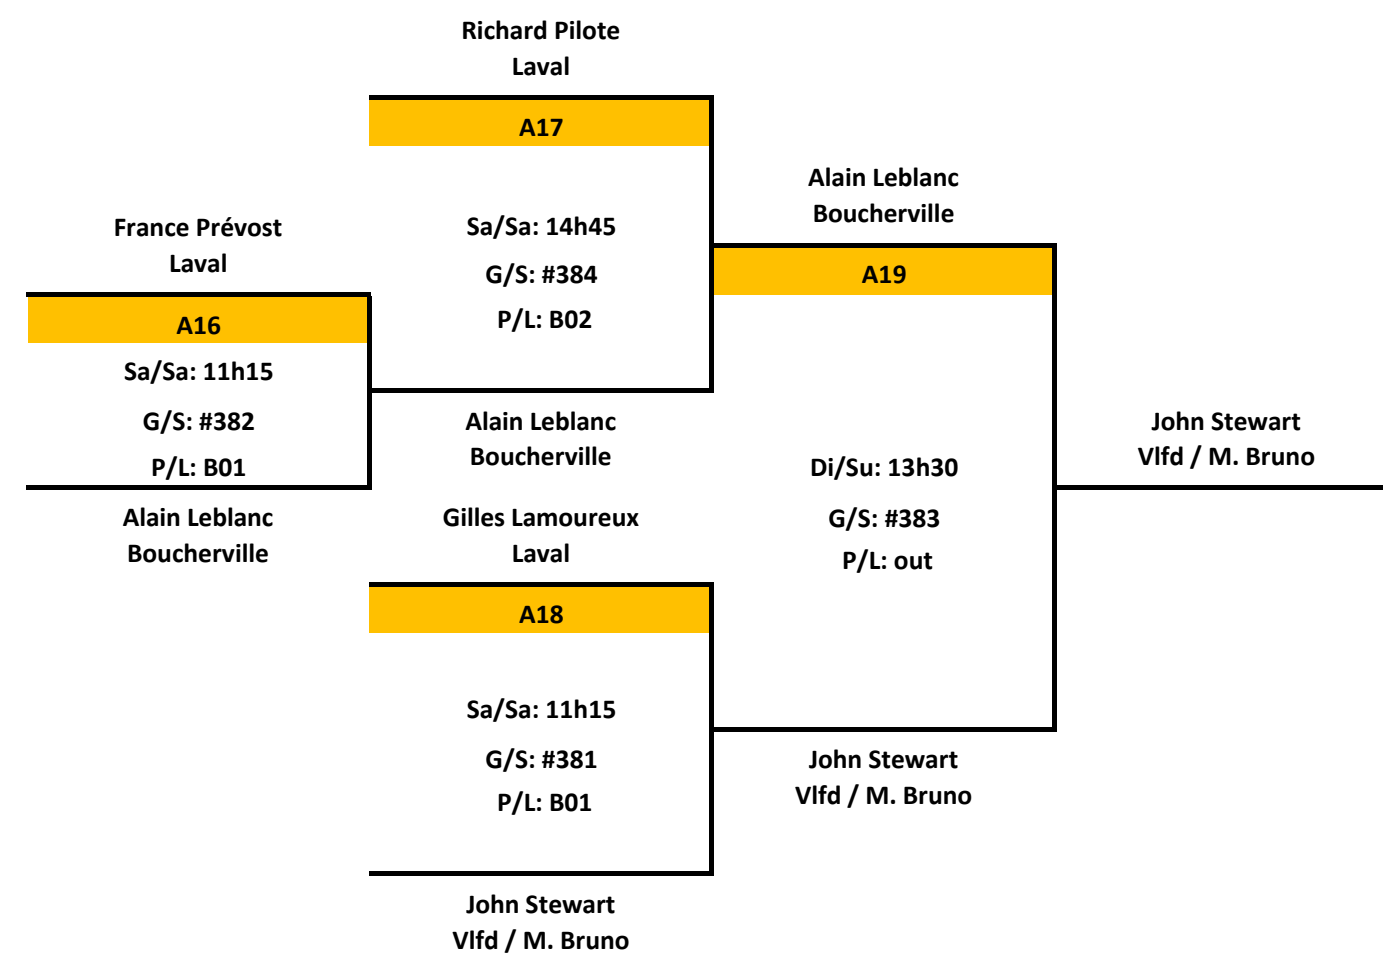 Richard Pilote
Laval
A17
Sa/Sa: 14h45
G/S: #384
P/L: B02
France Prévost
Laval
A16
Sa/Sa: 11h15
G/S: #382
P/L: B01
Alain Leblanc
Boucherville
Alain Leblanc
Boucherville
Gilles Lamoureux
Laval
A18
Sa/Sa: 11h15
G/S: #381
P/L: B01
John Stewart
Vlfd / M. Bruno
Alain Leblanc
Boucherville
A19
Di/Su: 13h30
G/S: #383
P/L: out
John Stewart
Vlfd / M. Bruno
John Stewart
Vlfd / M. Bruno